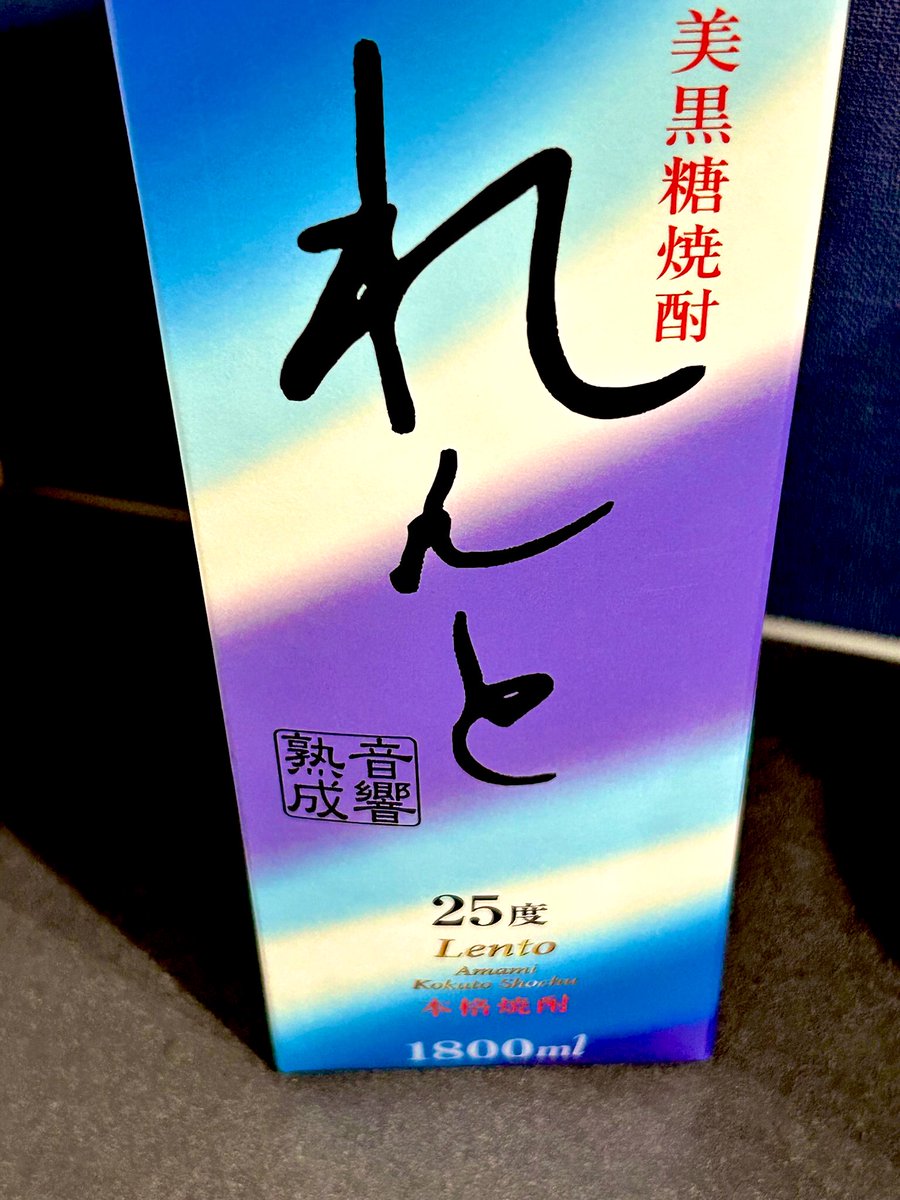 美黒糖焼酎
れんと
音響
熟成
25度
Lento
Amami
Kokuto Shochu
本格焼酎
1800ml